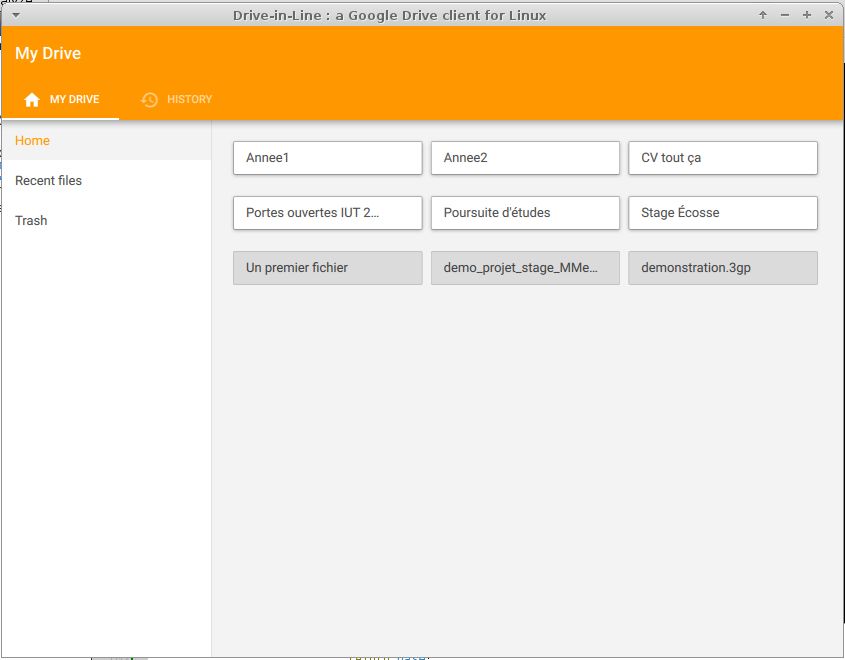 Drive-in-Line : a Google Drive client for Linux
My Drive
MY DRIVE HISTORY
Home
Recent files
Trash
Annee1 Annee2 CV tout ça
Portes ouvertes IUT 2... Poursuite d'études Stage Écosse
Un premier fichier demo_projet_stage_MMe... demonstration.3gp